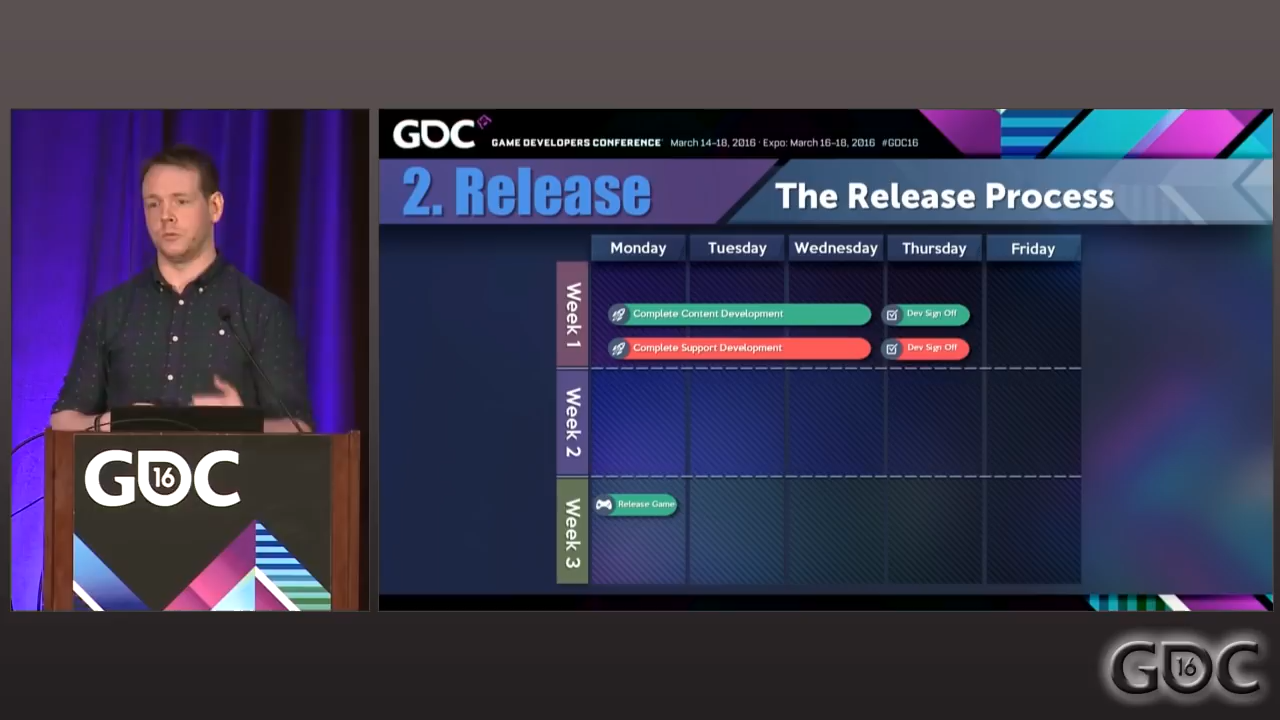 GDC
GAME DEVELOPERS CONFERENCE March 14-18, 2016 · Expo: March 16-18, 2016 #GDC16
2. Release
The Release Process
Monday Tuesday Wednesday Thursday Friday
Week 1
Complete Content Development Dev Sign Off
Complete Support Development Dev Sign Off
Week 2
Week 3
Release Game
GDC 16
GDC 16